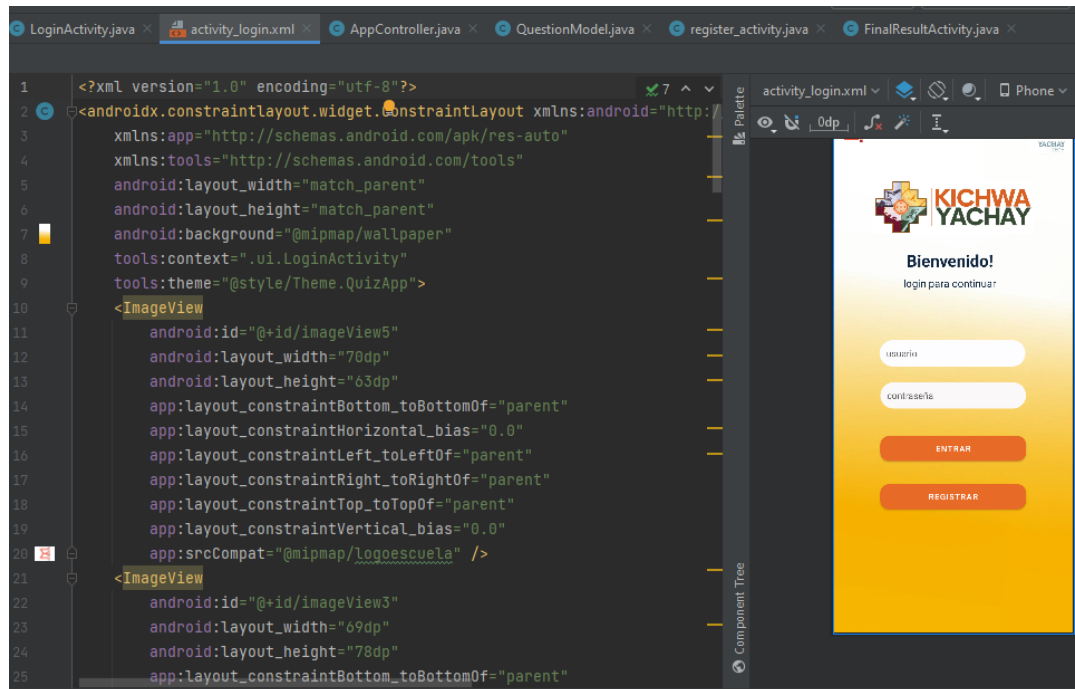 LoginActivity.java
activity_login.xml
AppController.java
QuestionModel.java
register_activity.java
FinalResultActivity.java
1 <?xml version="1.0" encoding="utf-8"?>
7
2 <androidx.constraintlayout.widget.ConstraintLayout xmlns:android="http:/
3 xmlns:app="http://schemas.android.com/apk/res-auto"
4 xmlns:tools="http://schemas.android.com/tools"
5 android:layout_width="match_parent"
6 android:layout_height="match_parent"
7 android:background="@mipmap/wallpaper"
8 tools:context=".ui.LoginActivity"
9 tools:theme="@style/Theme.QuizApp">
10 <ImageView
11 android:id="@+id/imageView5"
12 android:layout_width="70dp"
13 android:layout_height="63dp"
14 app:layout_constraintBottom_toBottomOf="parent"
15 app:layout_constraintHorizontal_bias="0.0"
16 app:layout_constraintLeft_toLeftOf="parent"
17 app:layout_constraintRight_toRightOf="parent"
18 app:layout_constraintTop_toTopOf="parent"
19 app:layout_constraintVertical_bias="0.0"
20 app:srcCompat="@mipmap/logoescuela" />
21 <ImageView
22 android:id="@+id/imageView3"
23 android:layout_width="69dp"
24 android:layout_height="78dp"
25 app:layout_constraintBottom_toBottomOf="parent"
Palette
Component Tree
activity_login.xml
Phone
0dp
YACHAY
KICHWA
YACHAY
Bienvenido!
login para continuar
usuario
contraseña
ENTRAR
REGISTRAR